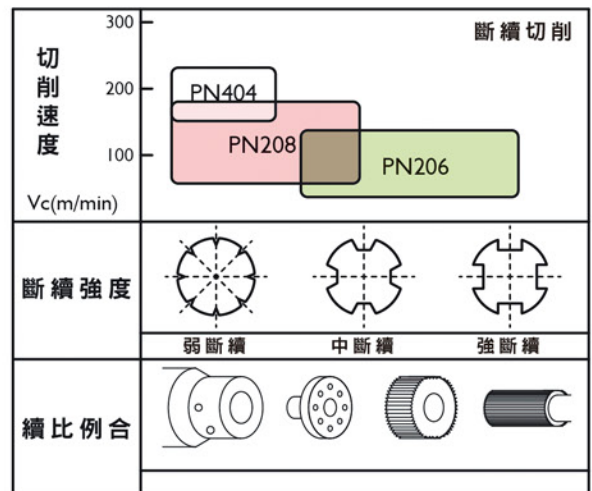 300
斷續切削
切削速度
200
PN404
PN208
100
PN206
Vc(m/min)
斷續強度
弱斷續
中斷續
強斷續
續比例合